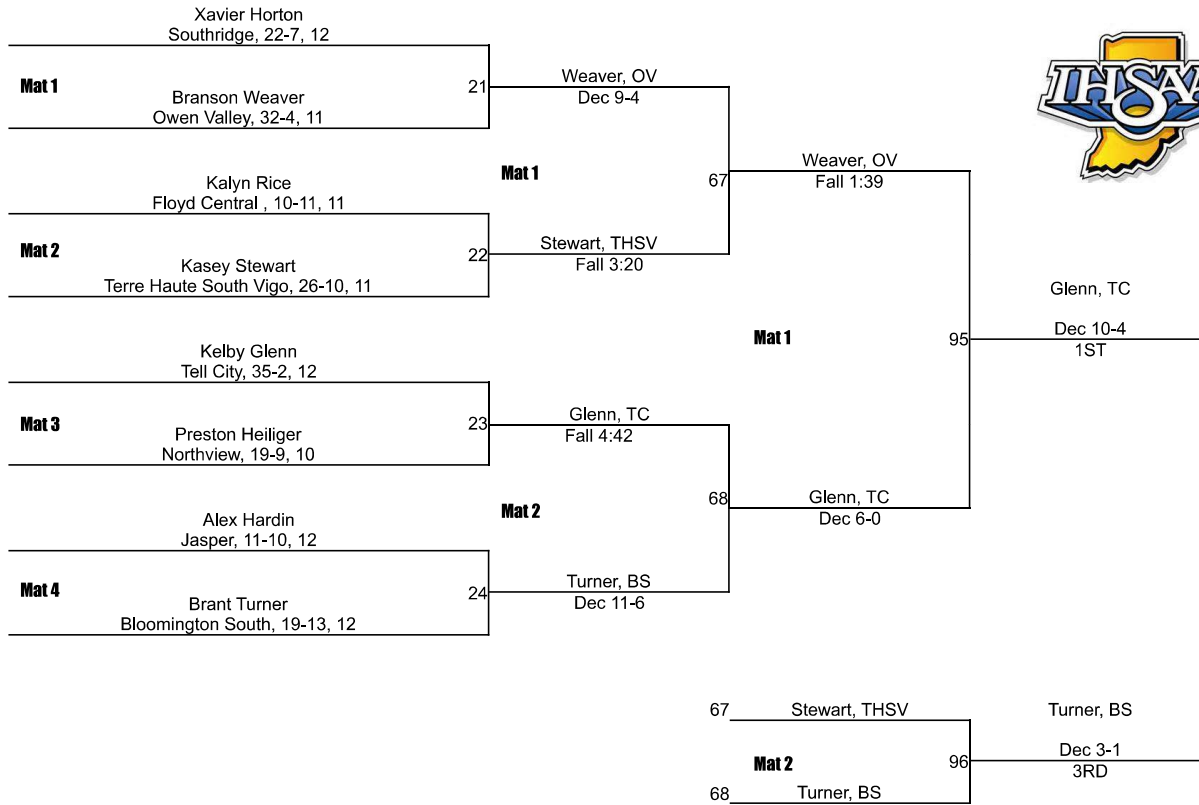 Xavier Horton
Southridge, 22-7, 12
Mat 1
Branson Weaver
Owen Valley, 32-4, 11
21
Weaver, OV
Dec 9-4
Kalyn Rice
Floyd Central , 10-11, 11
Mat 2
Kasey Stewart
Terre Haute South Vigo, 26-10, 11
22
Stewart, THSV
Fall 3:20
Mat 1
67
Weaver, OV
Fall 1:39
Kelby Glenn
Tell City, 35-2, 12
Mat 3
Preston Heiliger
Northview, 19-9, 10
23
Glenn, TC
Fall 4:42
Alex Hardin
Jasper, 11-10, 12
Mat 4
Brant Turner
Bloomington South, 19-13, 12
24
Turner, BS
Dec 11-6
Mat 2
68
Glenn, TC
Dec 6-0
Mat 1
95
Glenn, TC
Dec 10-4
1ST
IHSAA
67
Stewart, THSV
Mat 2
68
Turner, BS
96
Turner, BS
Dec 3-1
3RD